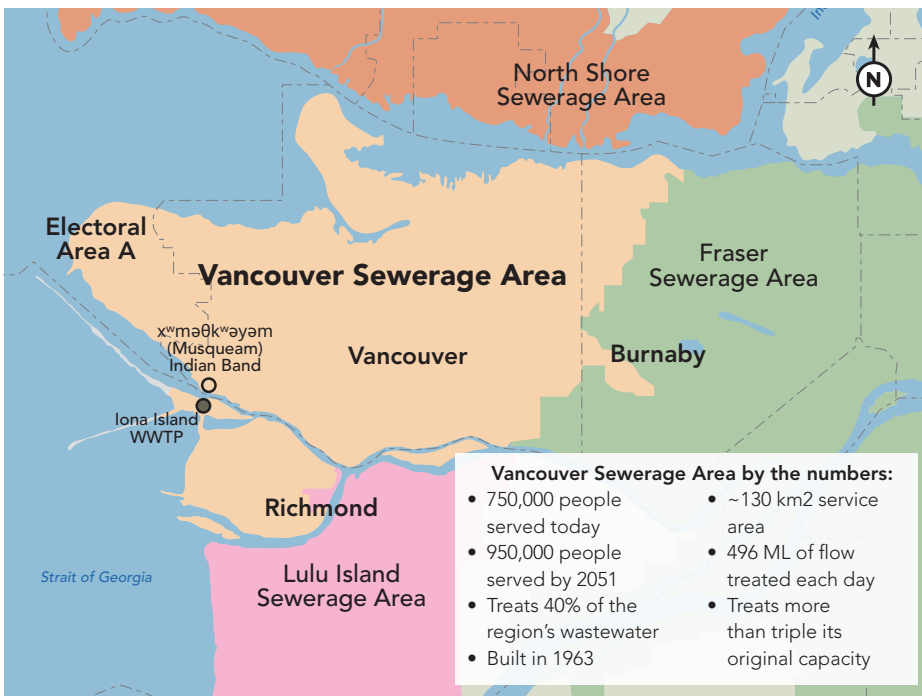 North Shore
Sewerage Area
N
Electoral
Area A
Vancouver Sewerage Area
Fraser
Sewerage Area
xʷməθkʷəy̓əm
(Musqueam)
Indian Band
Vancouver
Burnaby
Iona Island
WWTP
Richmond
Strait of Georgia
Lulu Island
Sewerage Area
Vancouver Sewerage Area by the numbers:
• 750,000 people
served today
• 950,000 people
served by 2051
• Treats 40% of the
region's wastewater
• Built in 1963
• ~130 km2 service
area
• 496 ML of flow
treated each day
• Treats more
than triple its
original capacity